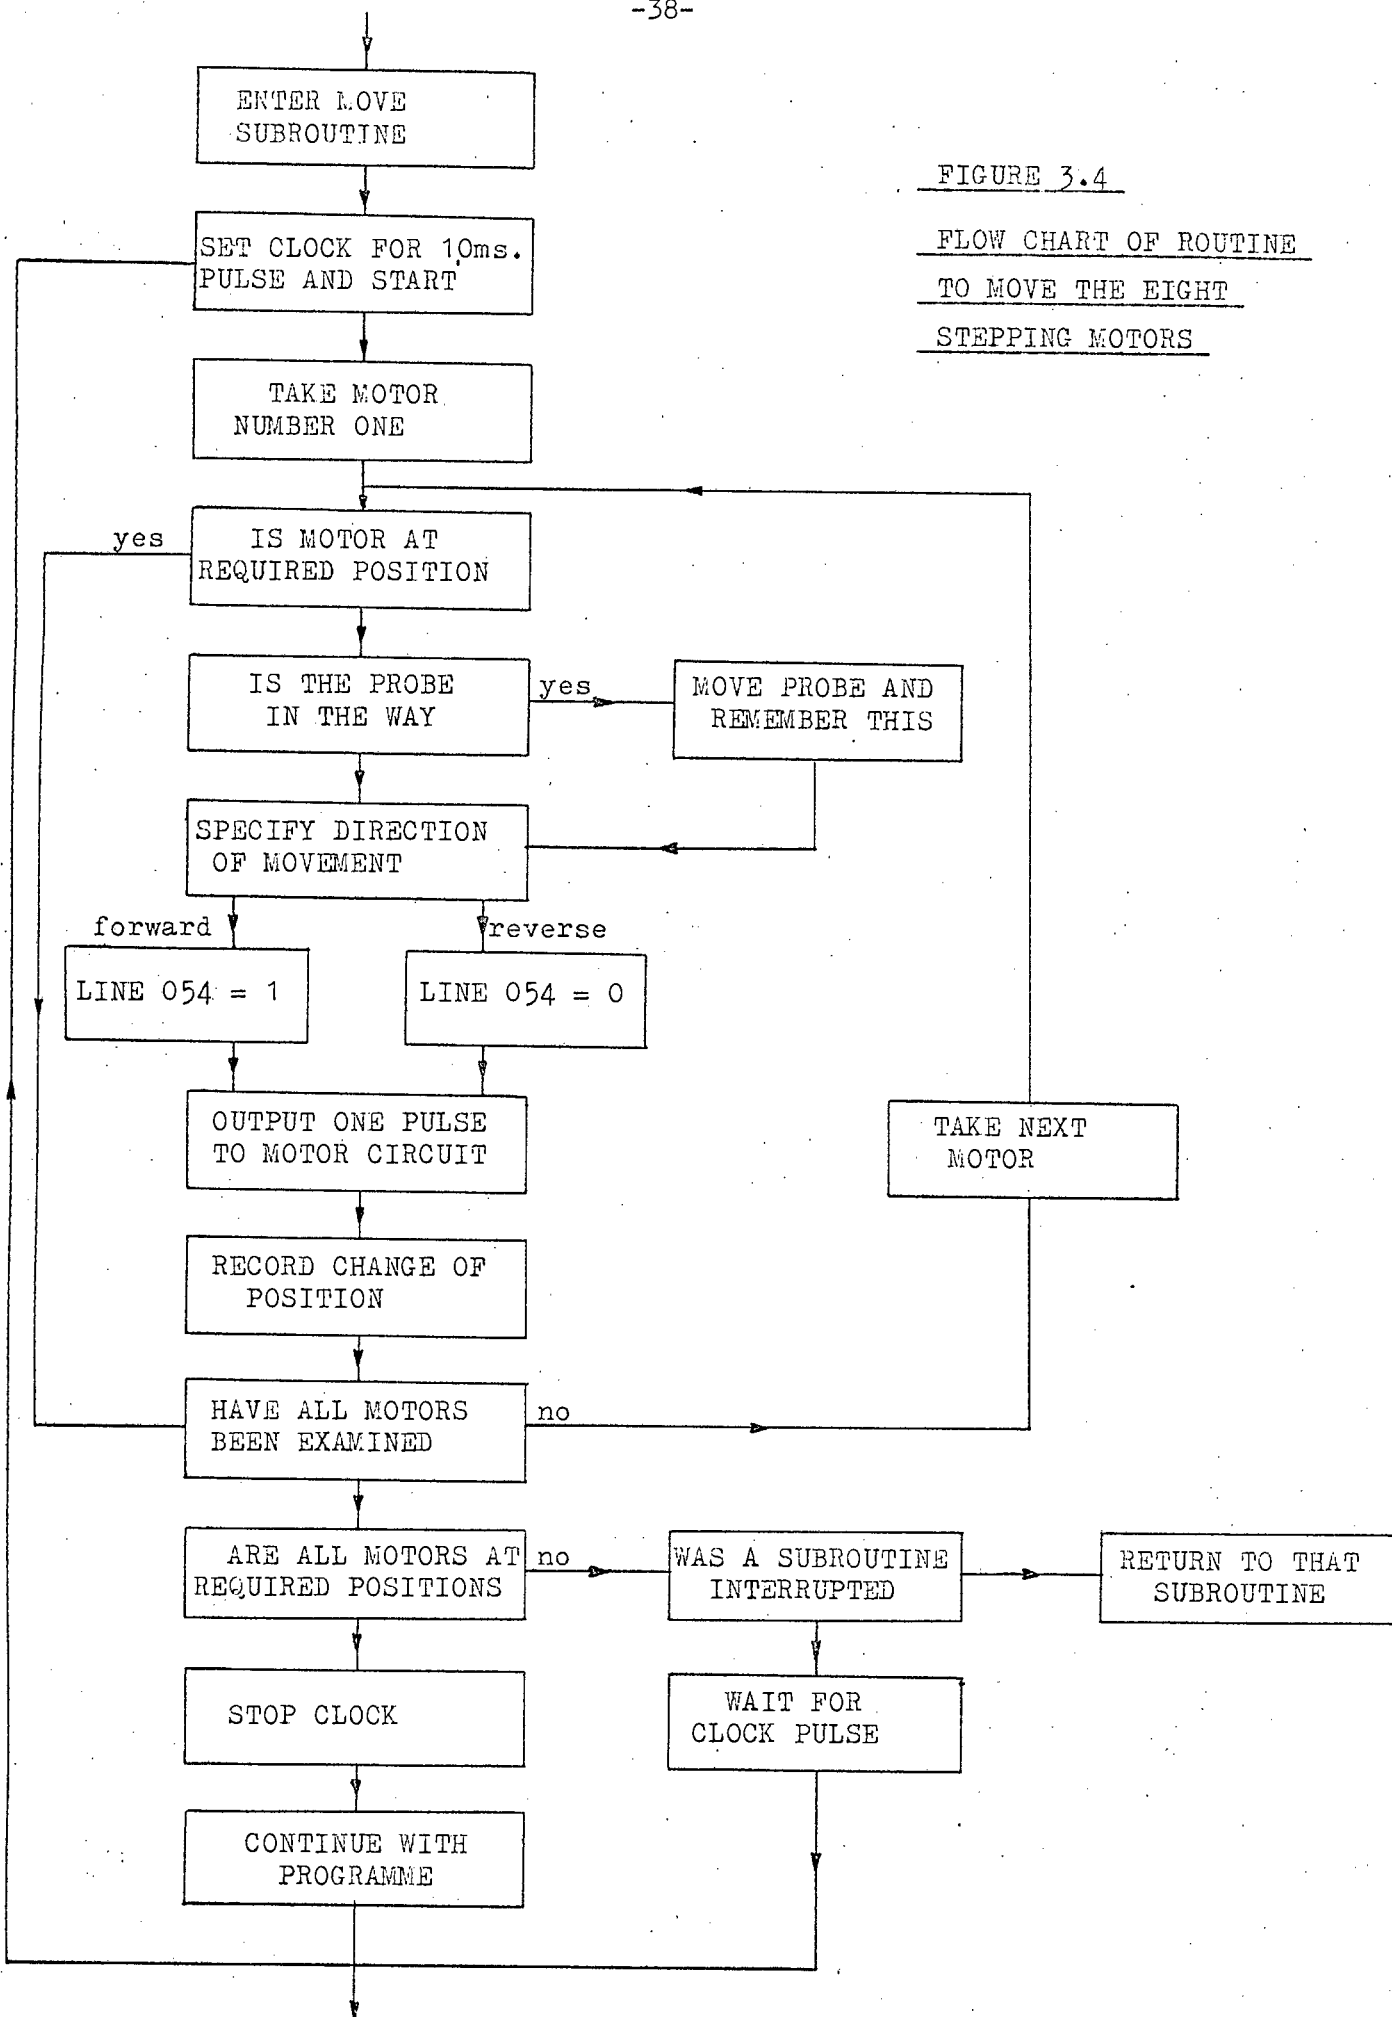 -38-
ENTER MOVE
SUBROUTINE
FIGURE 3.4
FLOW CHART OF ROUTINE
TO MOVE THE EIGHT
STEPPING MOTORS
SET CLOCK FOR 10ms.
PULSE AND START
TAKE MOTOR
NUMBER ONE
yes
IS MOTOR AT
REQUIRED POSITION
IS THE PROBE
IN THE WAY
yes
MOVE PROBE AND
REMEMBER THIS
SPECIFY DIRECTION
OF MOVEMENT
forward
reverse
LINE 054 = 1
LINE 054 = 0
OUTPUT ONE PULSE
TO MOTOR CIRCUIT
TAKE NEXT
MOTOR
RECORD CHANGE OF
POSITION
HAVE ALL MOTORS
BEEN EXAMINED
no
ARE ALL MOTORS AT
REQUIRED POSITIONS
no
WAS A SUBROUTINE
INTERRUPTED
RETURN TO THAT
SUBROUTINE
STOP CLOCK
WAIT FOR
CLOCK PULSE
CONTINUE WITH
PROGRAMME